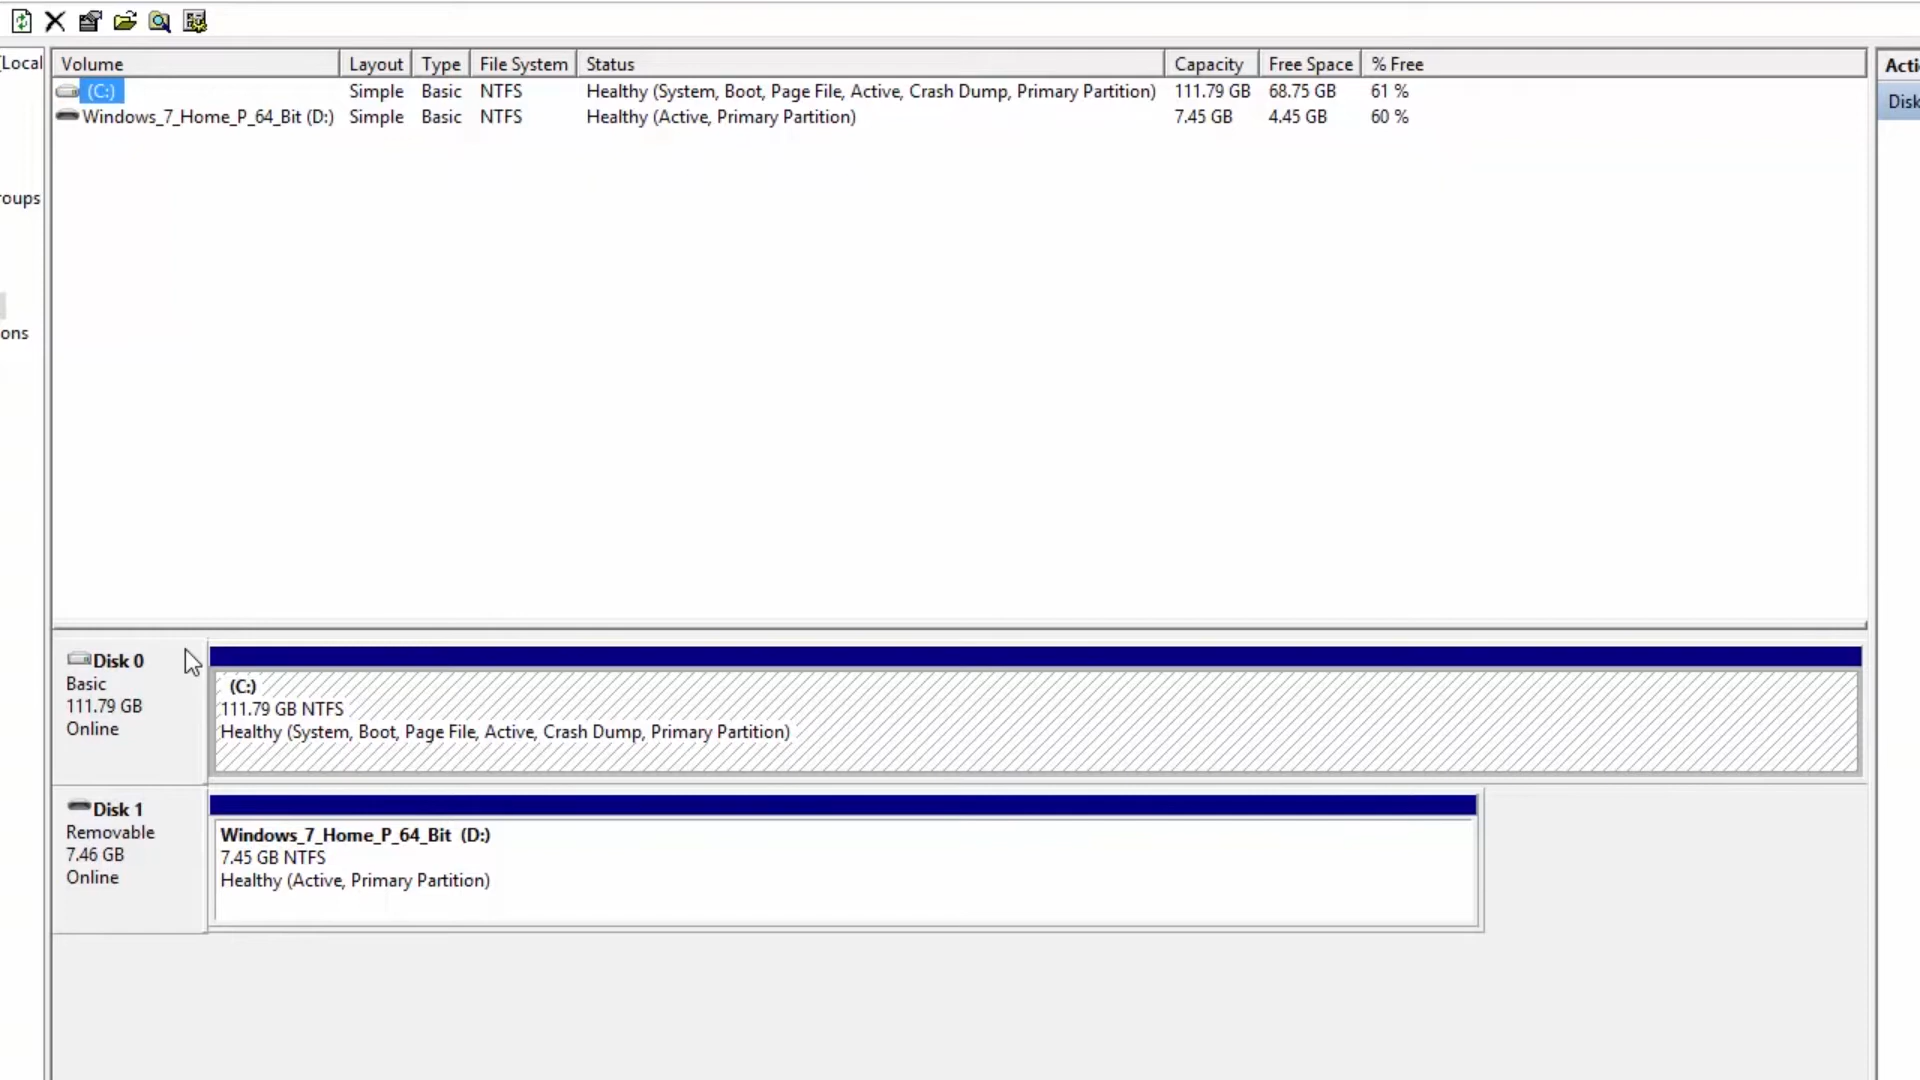 [Local
Volume Layout Type File System Status Capacity Free Space % Free
Acti
(C:) Simple Basic NTFS Healthy (System, Boot, Page File, Active, Crash Dump, Primary Partition) 111.79 GB 68.75 GB 61 %
Disk
Windows_7_Home_P_64_Bit (D:) Simple Basic NTFS Healthy (Active, Primary Partition) 7.45 GB 4.45 GB 60 %
roups
ons
Disk 0
Basic
111.79 GB
Online
(C:)
111.79 GB NTFS
Healthy (System, Boot, Page File, Active, Crash Dump, Primary Partition)
Disk 1
Removable
7.46 GB
Online
Windows_7_Home_P_64_Bit (D:)
7.45 GB NTFS
Healthy (Active, Primary Partition)